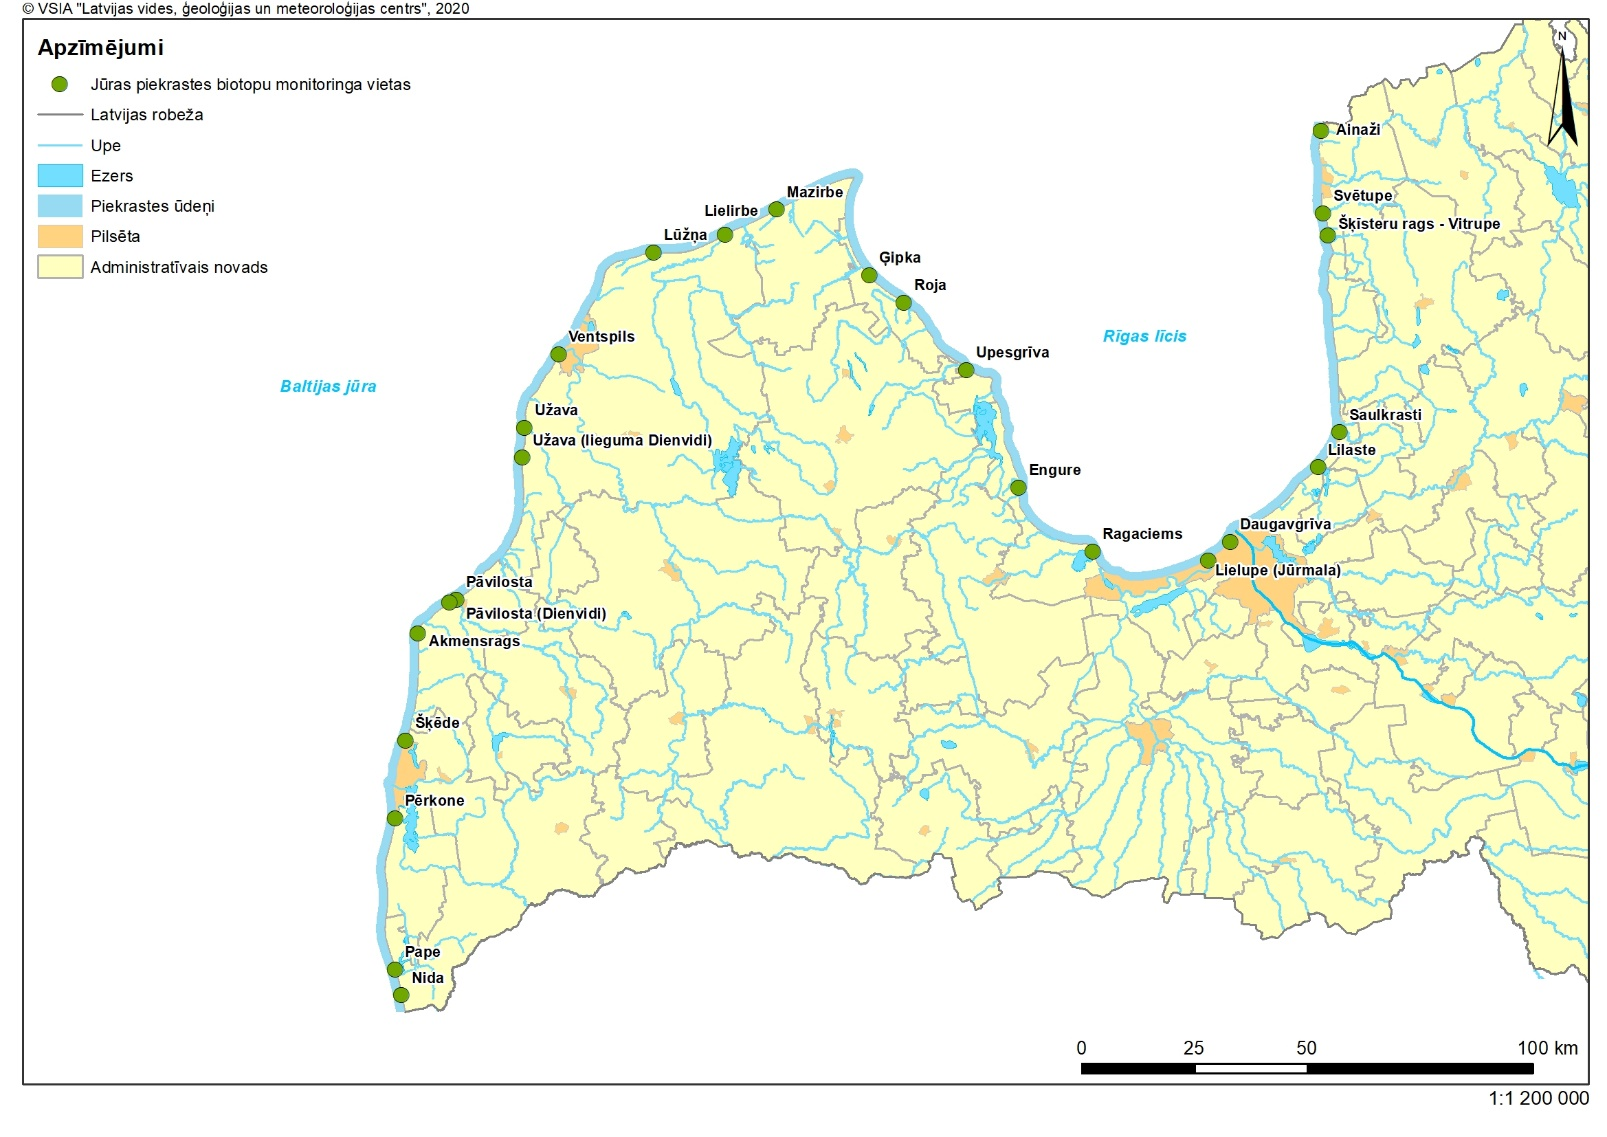 © VSIA "Latvijas vides, ģeoloģijas un meteoroloģijas centrs", 2020
Apzīmējumi
Jūras piekrastes biotopu monitoringa vietas
Latvijas robeža
Upe
Ezers
Piekrastes ūdeņi
Pilsēta
Administratīvais novads
N
Ainaži
Mazirbe
Svētupe
Lielirbe
Šķīsteru rags - Vitrupe
Lūžņa
Ģipka
Roja
Ventspils
Rīgas līcis
Upesgrīva
Baltijas jūra
Užava
Saulkrasti
Užava (lieguma Dienvidi)
Lilaste
Engure
Daugavgrīva
Ragaciems
Lielupe (Jūrmala)
Pāvilosta
Pāvilosta (Dienvidi)
Akmensrags
Šķēde
Pērkone
Pape
Nida
0 25 50 100 km
1:1 200 000